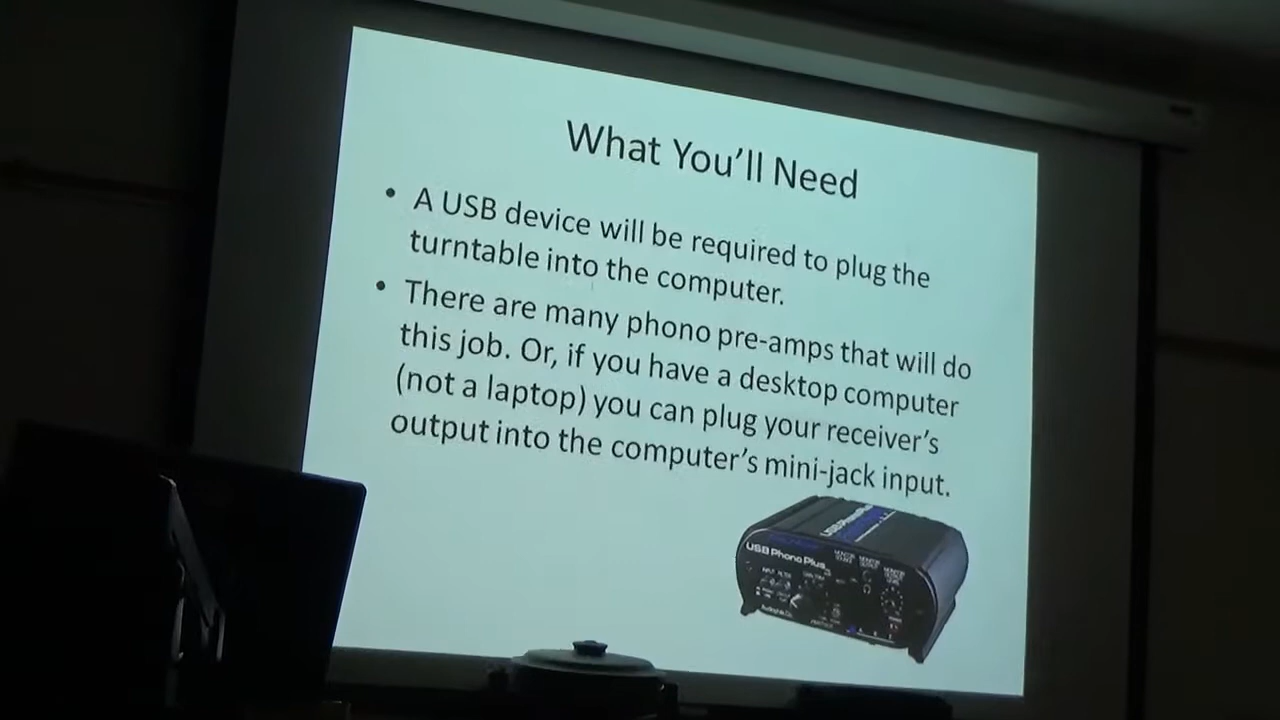 What You'll Need
• A USB device will be required to plug the
turntable into the computer.
• There are many phono pre-amps that will do
this job. Or, if you have a desktop computer
(not a laptop) you can plug your receiver's
output into the computer's mini-jack input.
USB Phono Plus